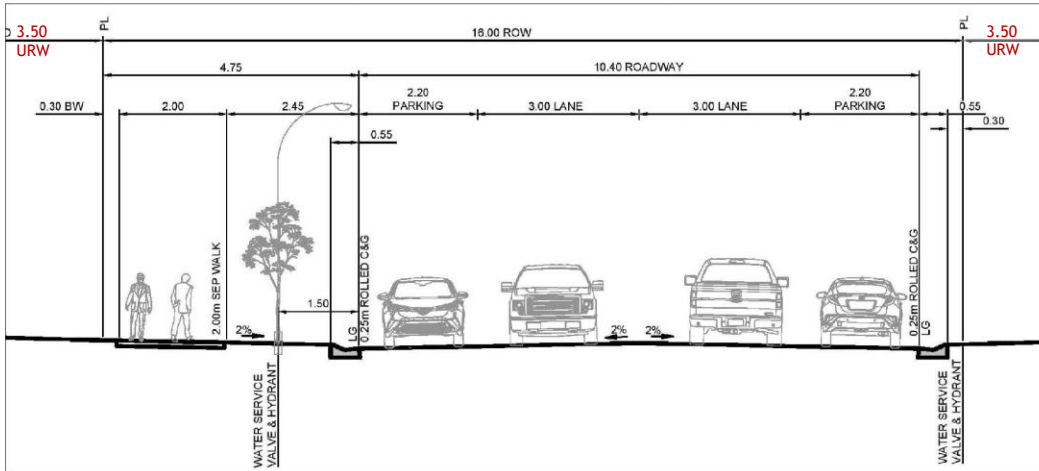 PL
PL
3.50
URW
16.00 ROW
3.50
URW
4.75
10.40 ROADWAY
0.30 BW
2.00
2.45
2.20
PARKING
3.00 LANE
3.00 LANE
2.20
PARKING
0.55
0.55
0.30
2.00m SEP WALK
1.50
LG
0.25m ROLLED C&G
0.25m ROLLED C&G
LG
2%
2%
2%
WATER SERVICE
VALVE & HYDRANT
WATER SERVICE
VALVE & HYDRANT